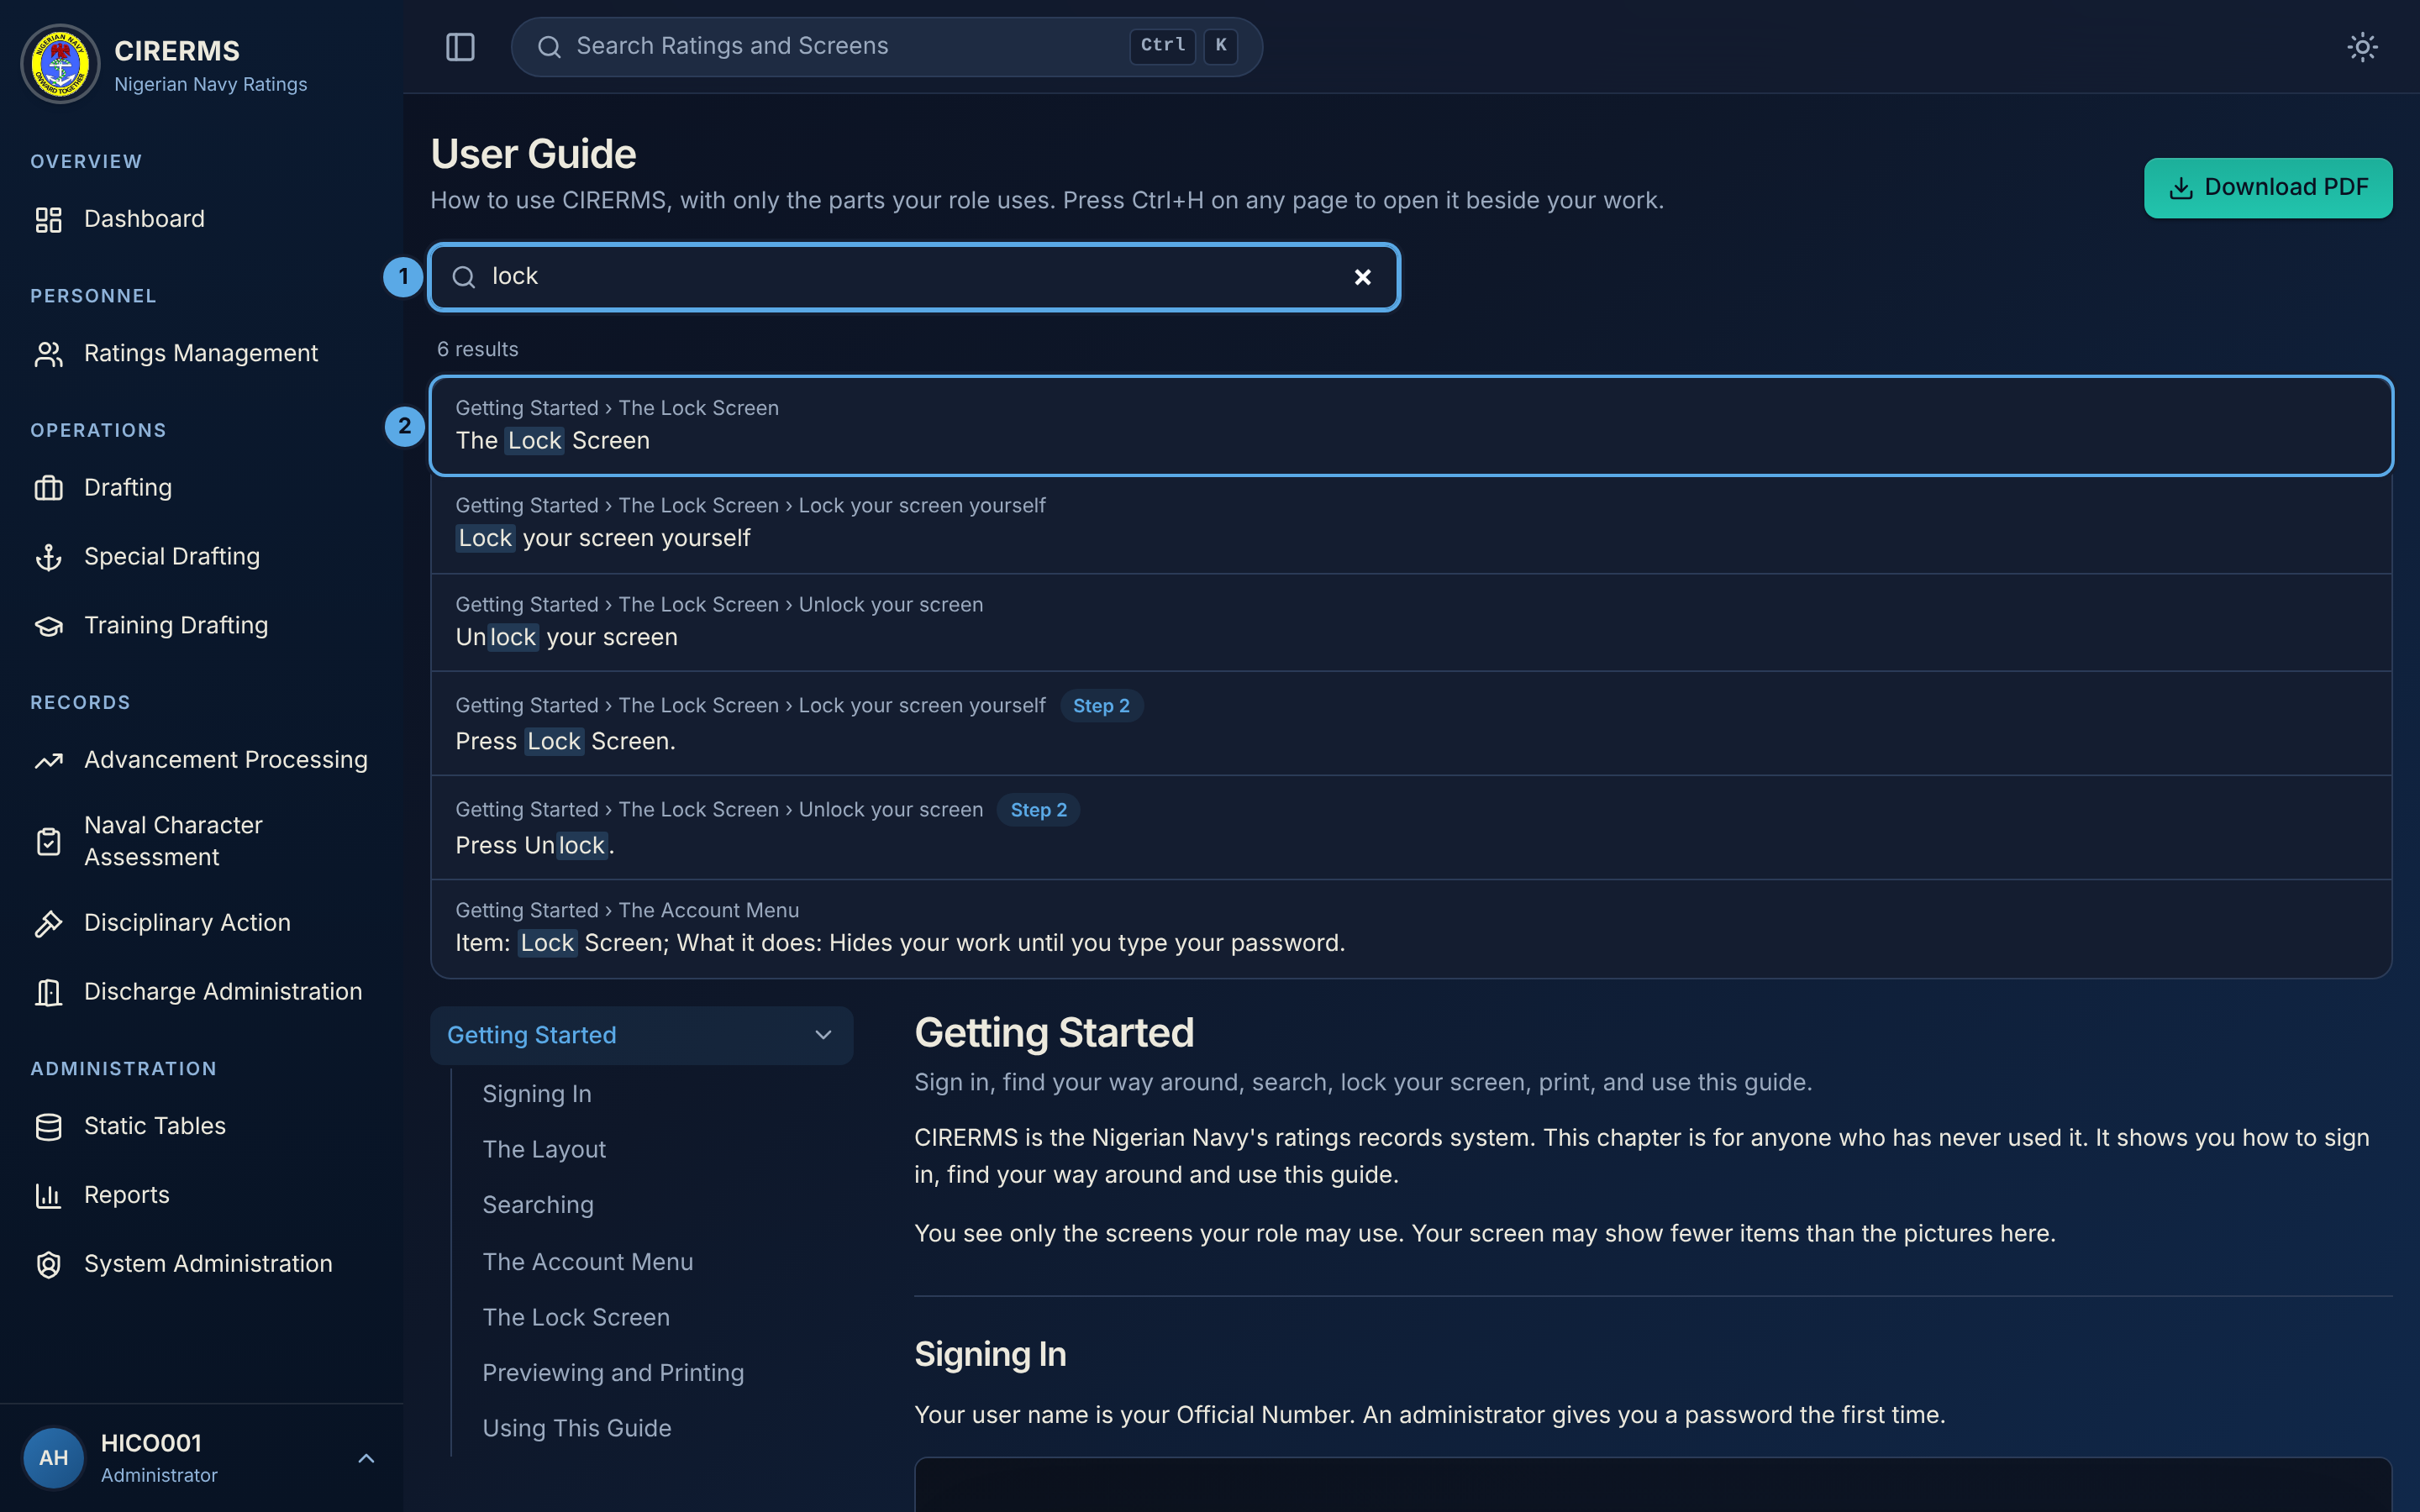 NIGERIAN NAVY
ONWARD TOGETHER
CIRERMS
Nigerian Navy Ratings
OVERVIEW
Dashboard
PERSONNEL
Ratings Management
OPERATIONS
Drafting
Special Drafting
Training Drafting
RECORDS
Advancement Processing
Naval Character
Assessment
Disciplinary Action
Discharge Administration
ADMINISTRATION
Static Tables
Reports
System Administration
AH
HICO001
Administrator
Search Ratings and Screens
Ctrl K
User Guide
How to use CIRERMS, with only the parts your role uses. Press Ctrl+H on any page to open it beside your work.
Download PDF
1
lock
6 results
2
Getting Started › The Lock Screen
The Lock Screen
Getting Started › The Lock Screen › Lock your screen yourself
Lock your screen yourself
Getting Started › The Lock Screen › Unlock your screen
Unlock your screen
Getting Started › The Lock Screen › Lock your screen yourself Step 2
Press Lock Screen.
Getting Started › The Lock Screen › Unlock your screen Step 2
Press Unlock.
Getting Started › The Account Menu
Item: Lock Screen; What it does: Hides your work until you type your password.
Getting Started
Signing In
The Layout
Searching
The Account Menu
The Lock Screen
Previewing and Printing
Using This Guide
Getting Started
Sign in, find your way around, search, lock your screen, print, and use this guide.
CIRERMS is the Nigerian Navy's ratings records system. This chapter is for anyone who has never used it. It shows you how to sign
in, find your way around and use this guide.
You see only the screens your role may use. Your screen may show fewer items than the pictures here.
Signing In
Your user name is your Official Number. An administrator gives you a password the first time.